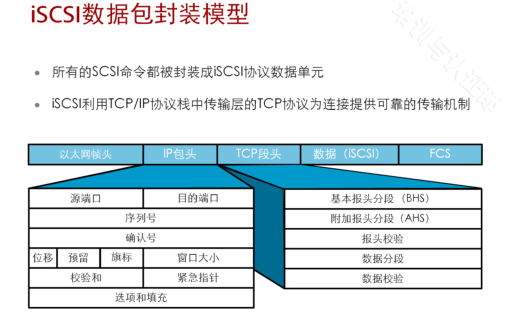 iSCSI数据包封装模型
• 所有的SCSI命令都被封装成iSCSI协议数据单元
• iSCSI利用TCP/IP协议栈中传输层的TCP协议为连接提供可靠的传输机制
以太网帧头 IP包头 TCP段头 数据（iSCSI） FCS
源端口 目的端口
序列号
确认号
位移 预留 旗标 窗口大小
校验和 紧急指针
选项和填充
基本报头分段（BHS）
附加报头分段（AHS）
报头校验
数据分段
数据校验